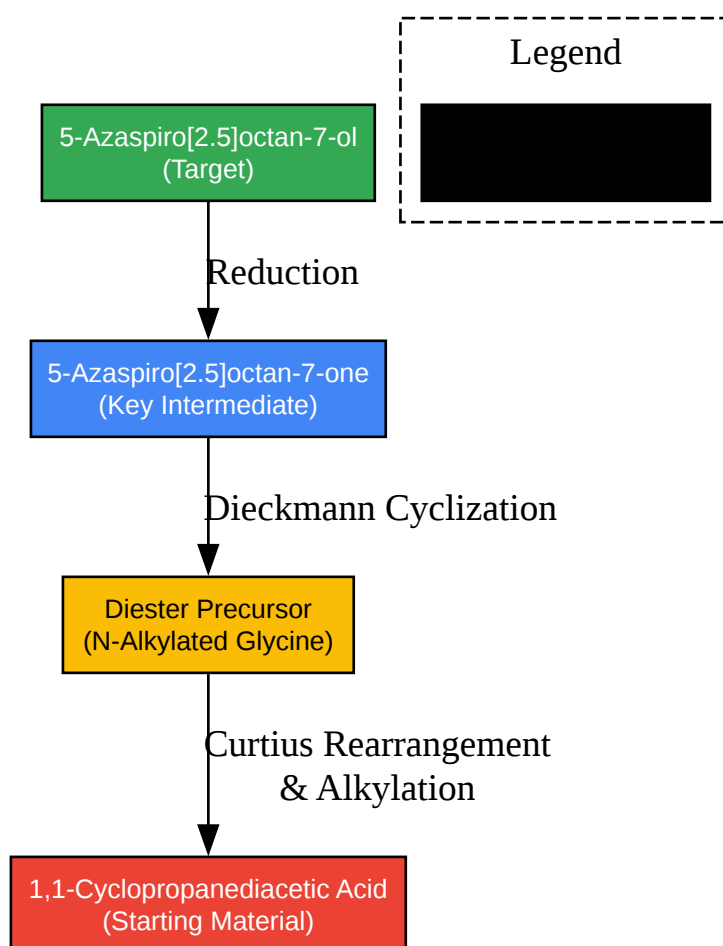 Legend
5-Azaspiro[2.5]octan-7-ol
(Target)
Reduction
5-Azaspiro[2.5]octan-7-one
(Key Intermediate)
Dieckmann Cyclization
Diester Precursor
(N-Alkylated Glycine)
Curtius Rearrangement
& Alkylation
1,1-Cyclopropanediacetic Acid
(Starting Material)